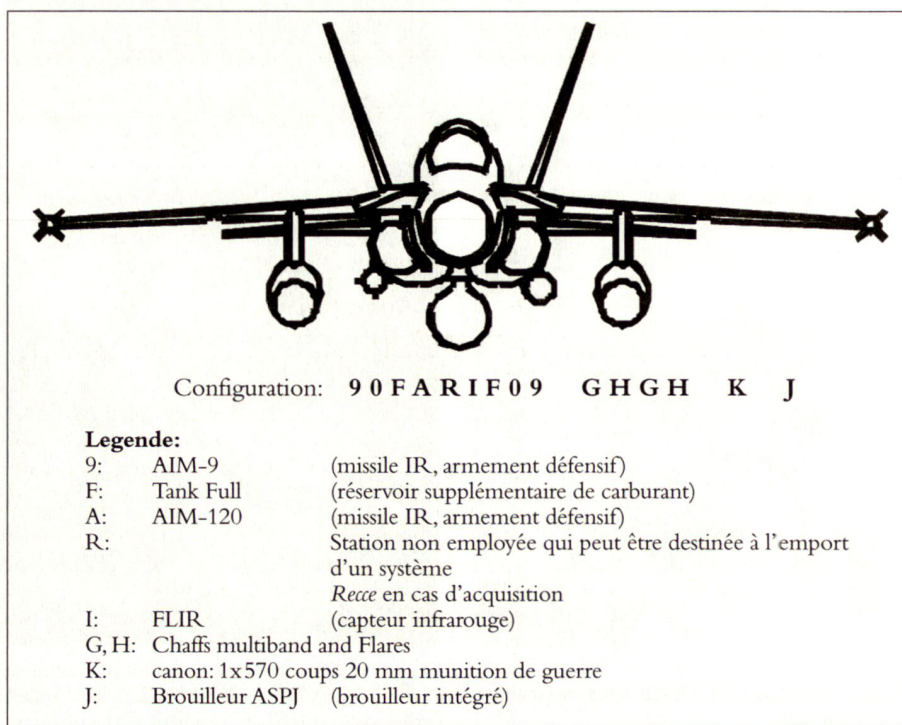 Configuration: 9 0 F A R I F 0 9 G H G H K J
Legende:
9: AIM-9 (missile IR, armement défensif)
F: Tank Full (réservoir supplémentaire de carburant)
A: AIM-120 (missile IR, armement défensif)
R: Station non employée qui peut être destinée à l'emport
d'un système
Recce en cas d'acquisition
I: FLIR (capteur infrarouge)
G, H: Chaffs multiband and Flares
K: canon: 1x570 coups 20 mm munition de guerre
J: Brouilleur ASPJ (brouilleur intégré)